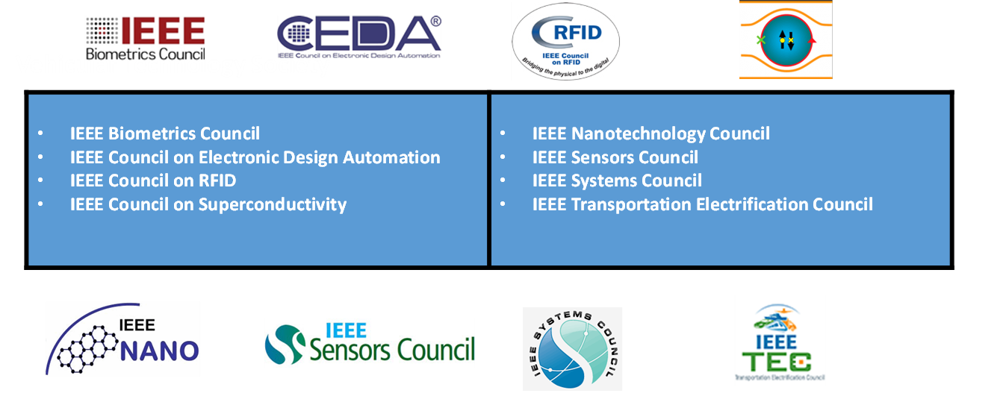 IEEE
Biometrics Council
CEDA®
IEEE Council on Electronic Design Automation
CRFID
IEEE Council
on RFID
Bridging the physical to the digital
• IEEE Biometrics Council
• IEEE Council on Electronic Design Automation
• IEEE Council on RFID
• IEEE Council on Superconductivity
• IEEE Nanotechnology Council
• IEEE Sensors Council
• IEEE Systems Council
• IEEE Transportation Electrification Council
IEEE
NANO
IEEE
Sensors Council
IEEE SYSTEMS COUNCIL
IEEE
TEC
Transportation Electrification Council